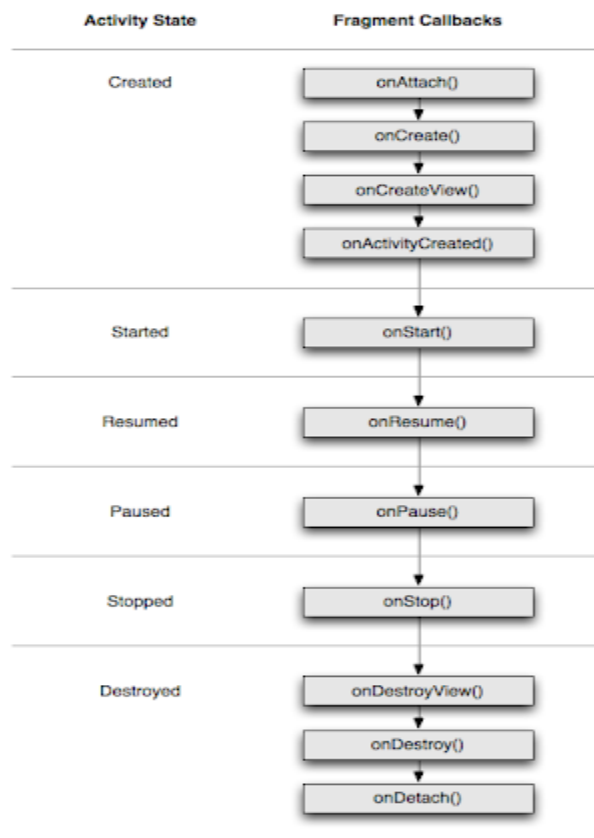 Activity State Fragment Callbacks
Created onAttach()
onCreate()
onCreateView()
onActivityCreated()
Started onStart()
Resumed onResume()
Paused onPause()
Stopped onStop()
Destroyed onDestroyView()
onDestroy()
onDetach()